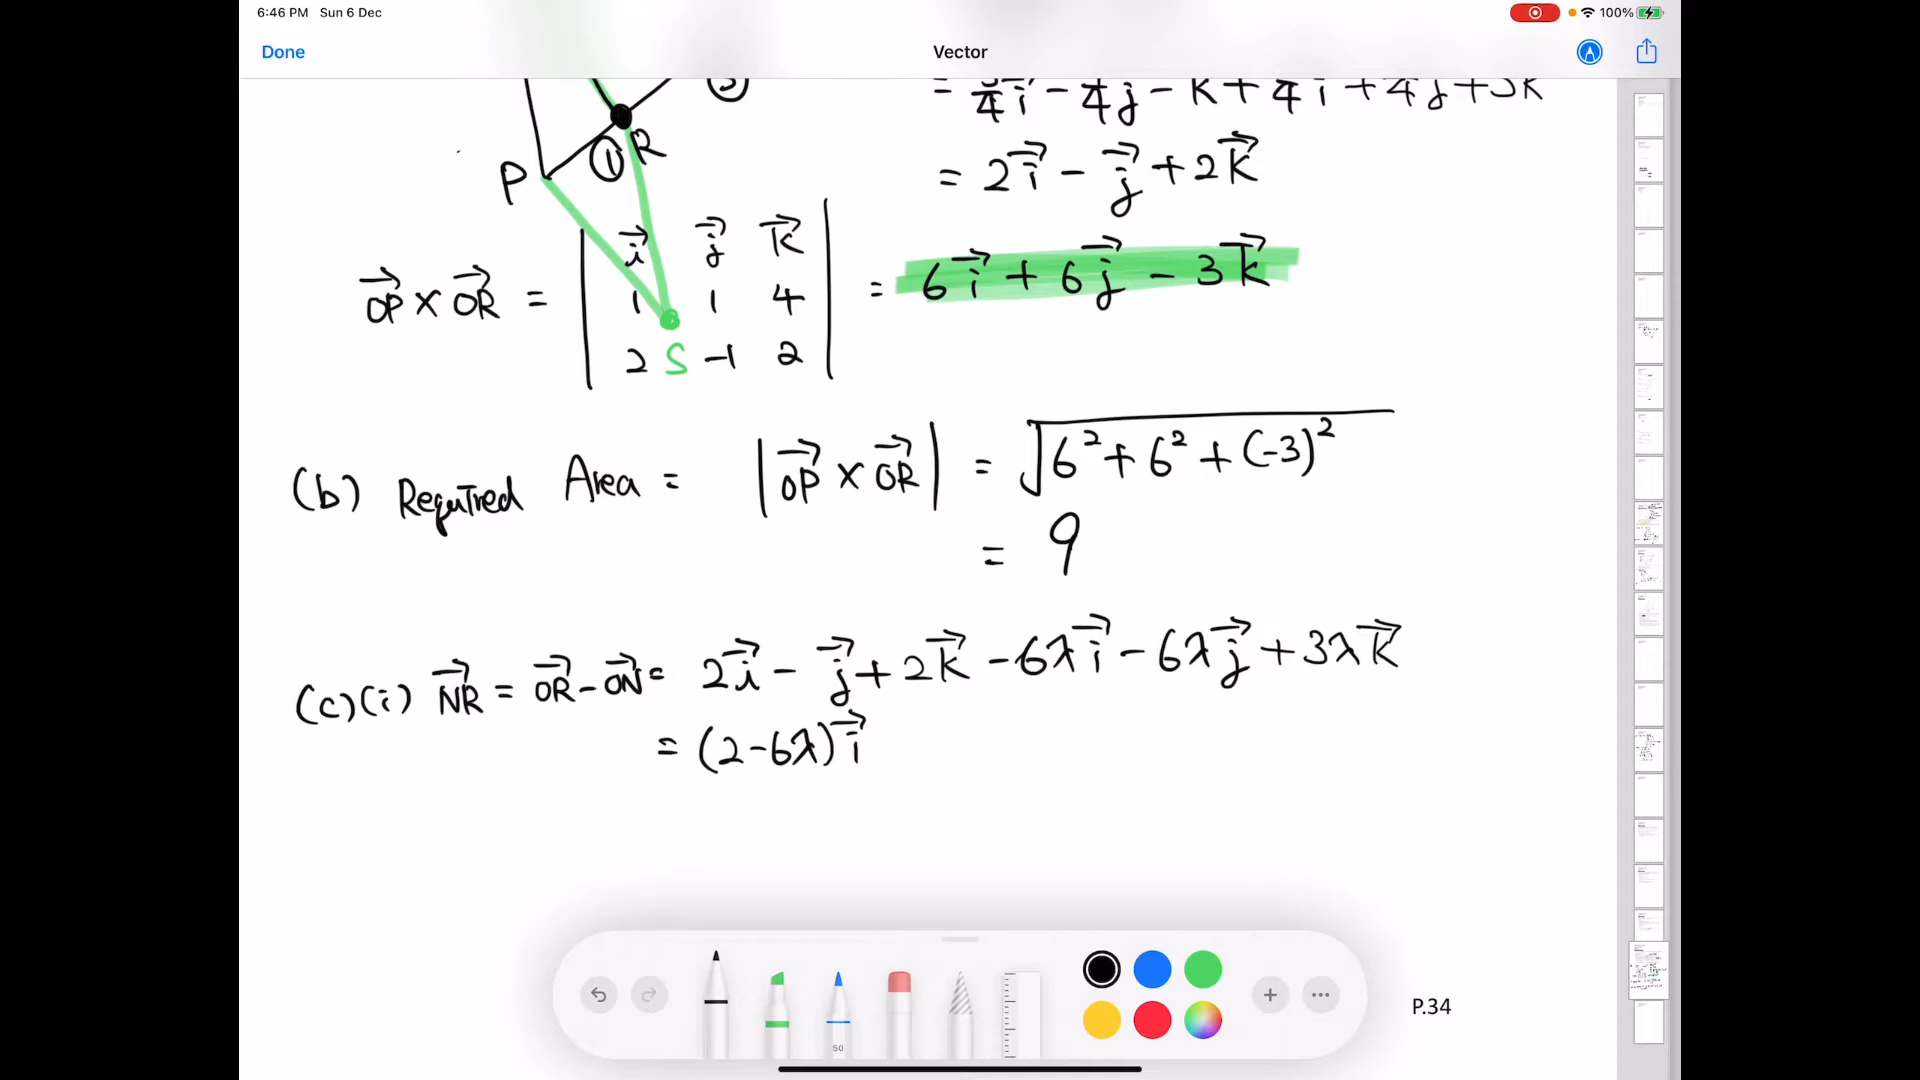 6:46 PM Sun 6 Dec
100%
Done
Vector
P
①
R
= 2i⃗ - j⃗ + 2k⃗
OP⃗ × OR⃗ = | i⃗ j⃗ k⃗ | = 6i⃗ + 6j⃗ - 3k⃗
1 1 4
2 -1 2
S
(b) Required Area = |OP⃗ × OR⃗| = √6² + 6² + (-3)²
= 9
(c)(i) NR⃗ = OR⃗ - ON⃗ = 2i⃗ - j⃗ + 2k⃗ - 6λi⃗ - 6λj⃗ + 3λk⃗
= (2-6λ)i⃗
50
P.34